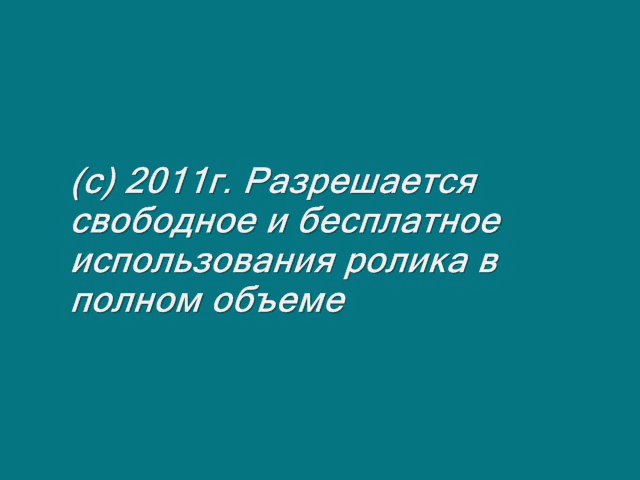 (с) 2011г. Разрешается
свободное и бесплатное
использования ролика в
полном объеме